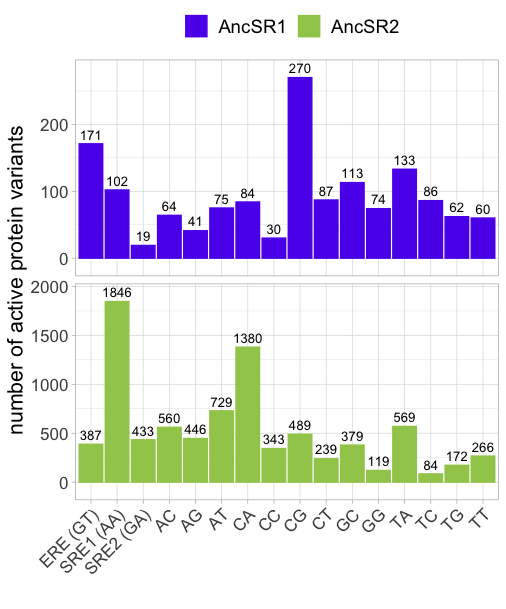 AncSR1 AncSR2
number of active protein variants
200
100
0
171 102 19 64 41 75 84 30 270 87 113 74 133 86 62 60
2000
1500
1000
500
0
387 1846 433 560 446 729 1380 343 489 239 379 119 569 84 172 266
ERE (GT) SRE1 (AA) SRE2 (GA) AC AG AT CA CC CG CT GC GG TA TC TG TT